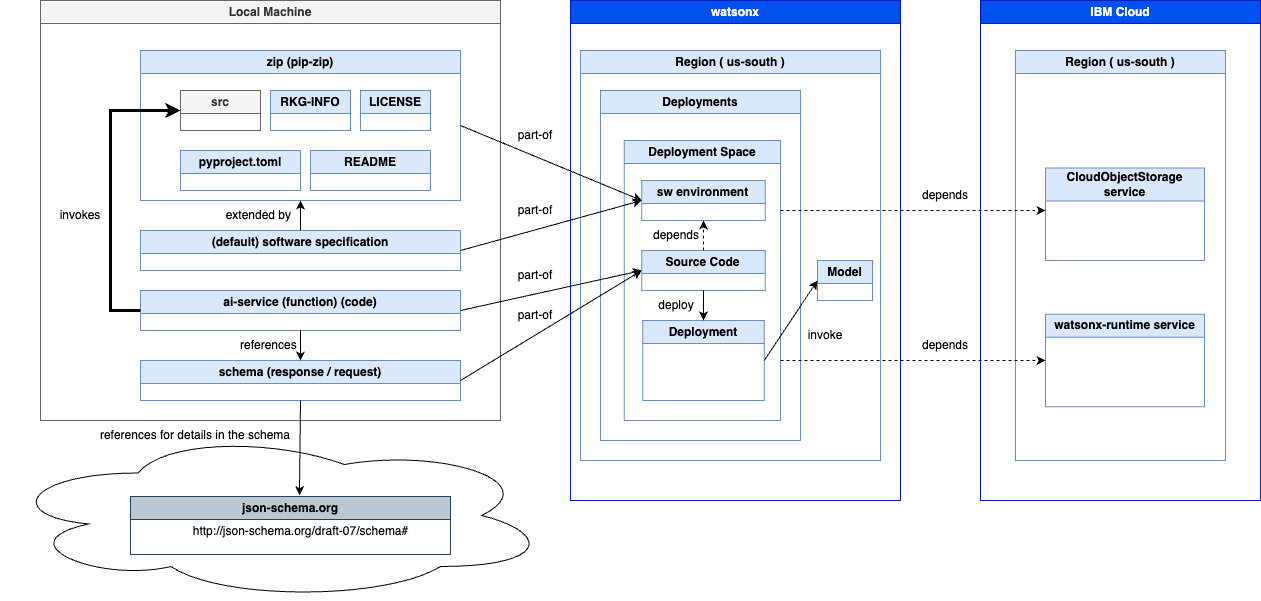 Local Machine
watsonx
IBM Cloud
zip (pip-zip)
Region ( us-south )
Region ( us-south )
src
RKG-INFO
LICENSE
Deployments
part-of
pyproject.toml
README
Deployment Space
CloudObjectStorage
service
sw environment
depends
invokes
extended by
part-of
depends
(default) software specification
Source Code
part-of
Model
ai-service (function) (code)
deploy
part-of
references
Deployment
invoke
watsonx-runtime service
depends
schema (response / request)
references for details in the schema
json-schema.org
http://json-schema.org/draft-07/schema#